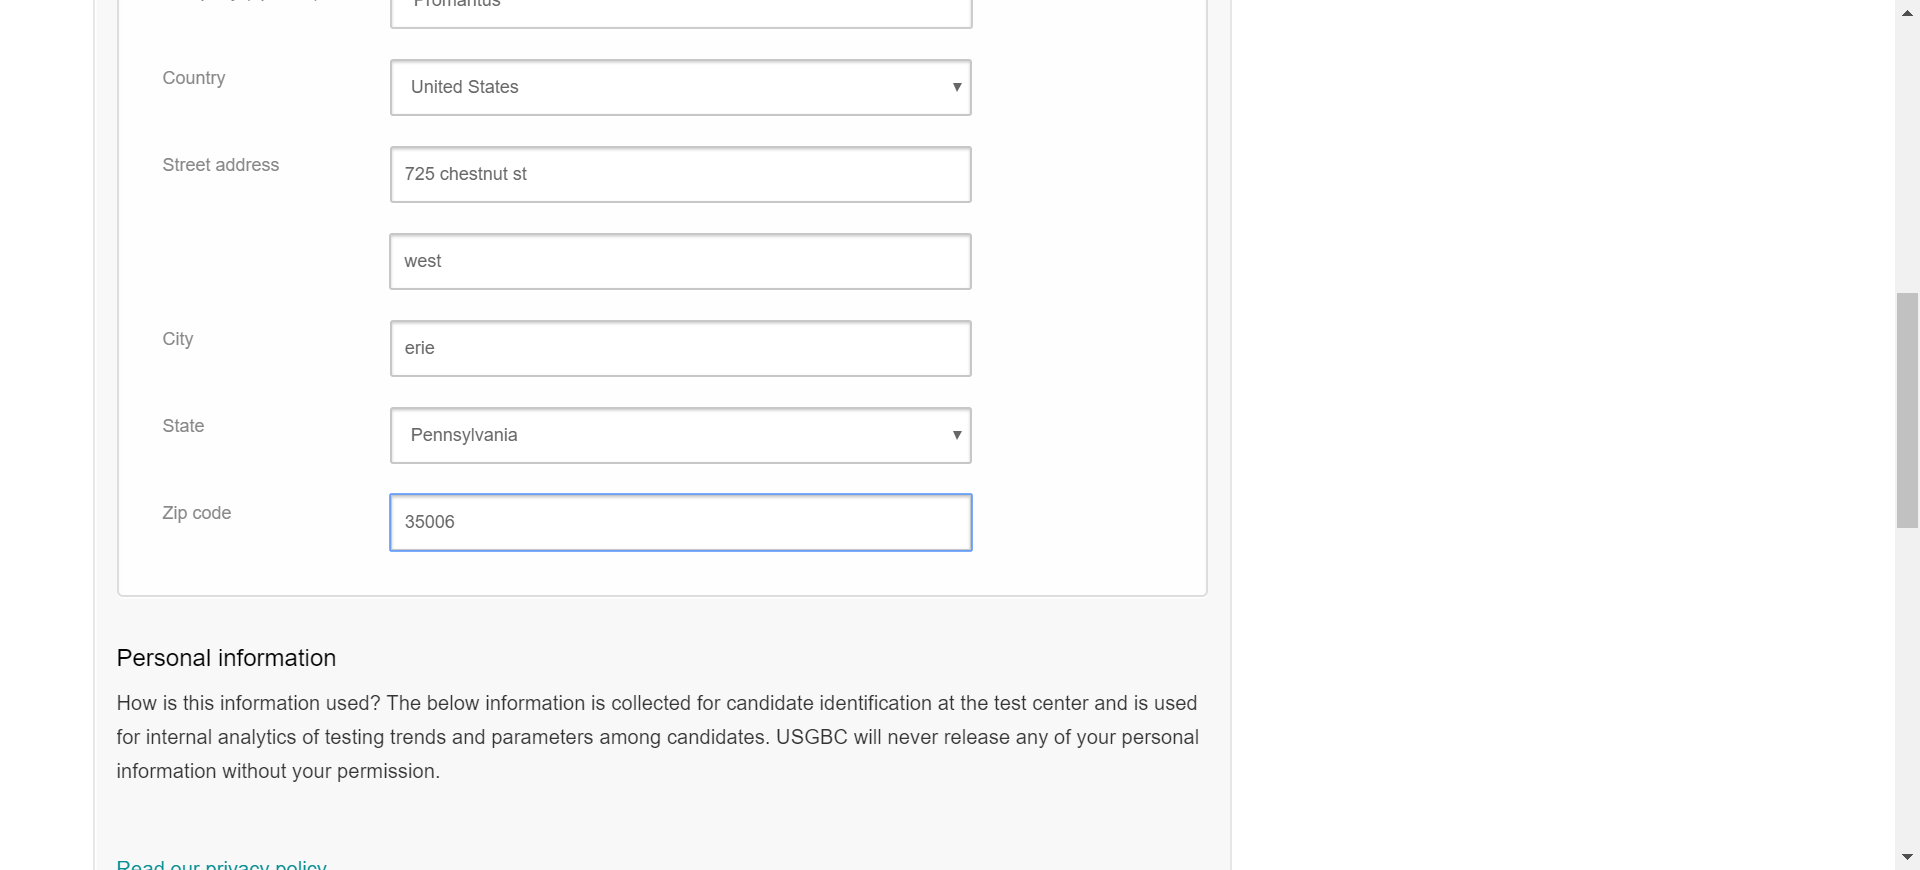 Promantus
Country
United States
Street address
725 chestnut st
west
City
erie
State
Pennsylvania
Zip code
35006
Personal information
How is this information used? The below information is collected for candidate identification at the test center and is used
for internal analytics of testing trends and parameters among candidates. USGBC will never release any of your personal
information without your permission.
Read our privacy policy